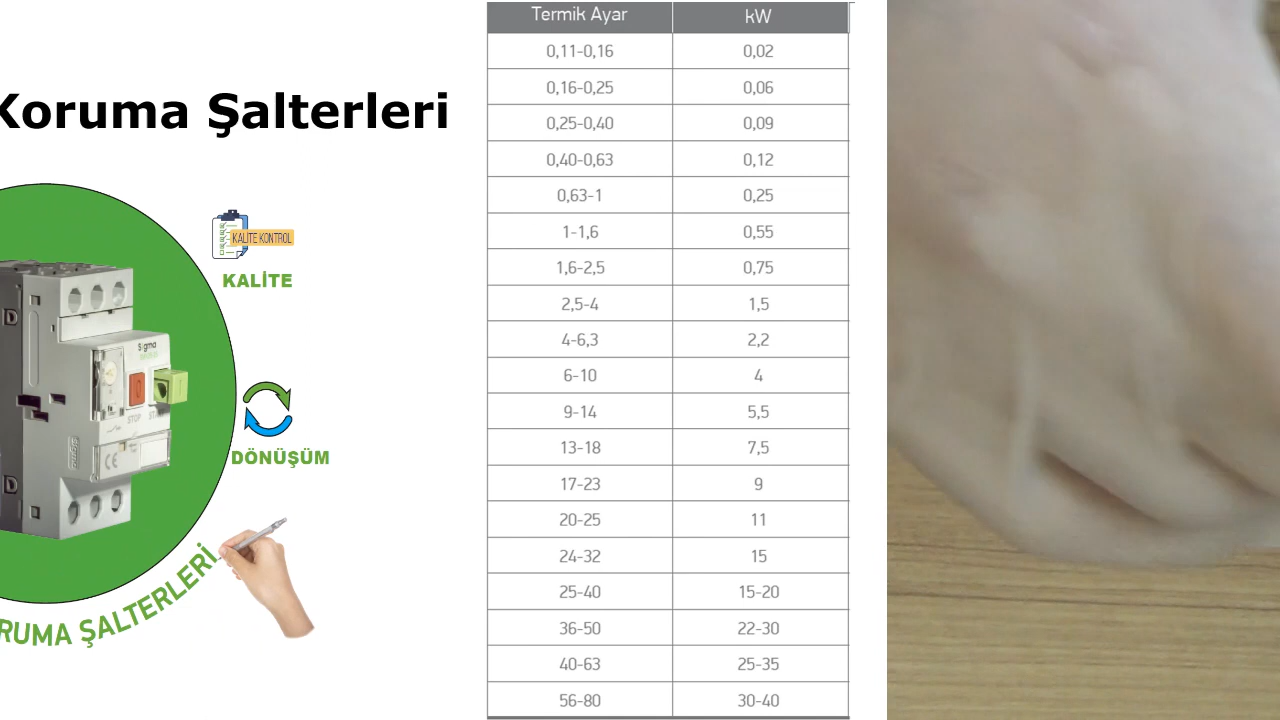 Koruma Şalterleri
KALİTE KONTROL
KALİTE
Sigma
STOP
CE
DÖNÜŞÜM
RUMA ŞALTERLERİ
Termik Ayar kW
0,11-0,16 0,02
0,16-0,25 0,06
0,25-0,40 0,09
0,40-0,63 0,12
0,63-1 0,25
1-1,6 0,55
1,6-2,5 0,75
2,5-4 1,5
4-6,3 2,2
6-10 4
9-14 5,5
13-18 7,5
17-23 9
20-25 11
24-32 15
25-40 15-20
36-50 22-30
40-63 25-35
56-80 30-40